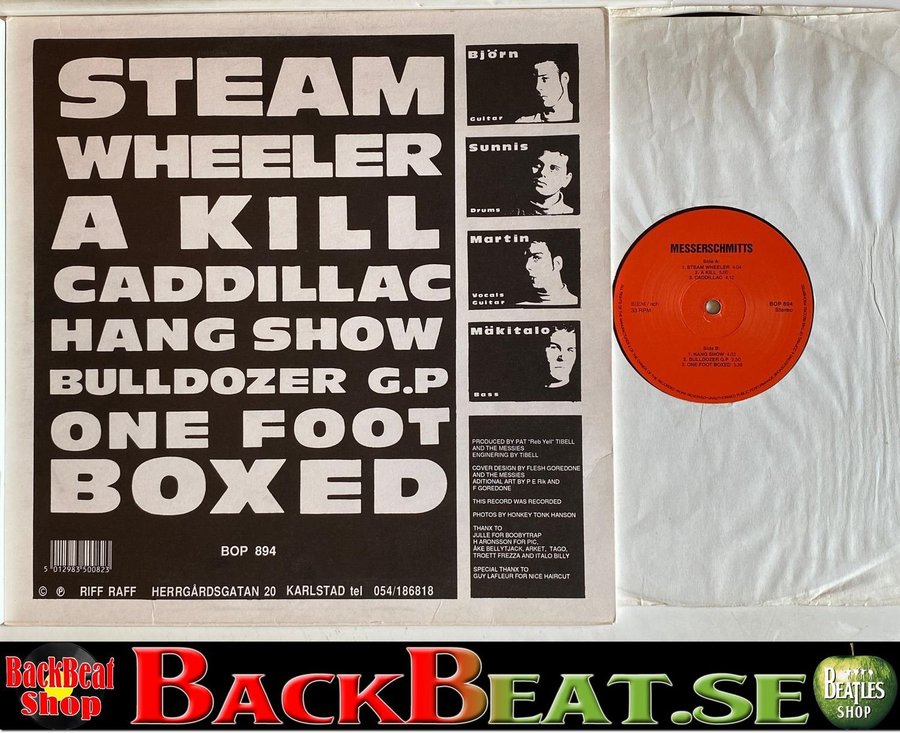 STEAM
WHEELER
A KILL
CADDILLAC
HANG SHOW
BULLDOZER G.P
ONE FOOT
BOXED
BOP 894
5 012983 500823
© ℗ RIFF RAFF HERRGÅRDSGATAN 20 KARLSTAD tel 054/186818
Björn
Guitar
Sunnis
Drums
Martin
Vocals
Guitar
Mäkitalo
Bass
PRODUCED BY PAT "Reb Yell" TIBELL
AND THE MESSIES
ENGINERING BY TIBELL
COVER DESIGN BY FLESH GOREDONE
AND THE MESSIES
ADITIONAL ART BY P E Rik AND
F GOREDONE
THIS RECORD WAS RECORDED
PHOTOS BY HONKEY TONK HANSON
THANX TO
JULLE FOR BOOBYTRAP
H ARONSSON FOR PIC,
ÅKE BELLYTJACK, ARKET, TAGO,
TROETT FREZZA AND ITALO BILLY
SPECIAL THANX TO
GUY LAFLEUR FOR NICE HAIRCUT
MESSERSCHMITTS
Side A:
1. STEAM WHEELER 4.04
2. A KILL
3. CADDILLAC 4.12
33 RPM
BOP 894
Stereo
Side B:
1. HANG SHOW
2. BULLDOZER G.P
3. ONE FOOT BOXED
BackBeat
Shop
BACKBEAT.SE
BEATLES
SHOP